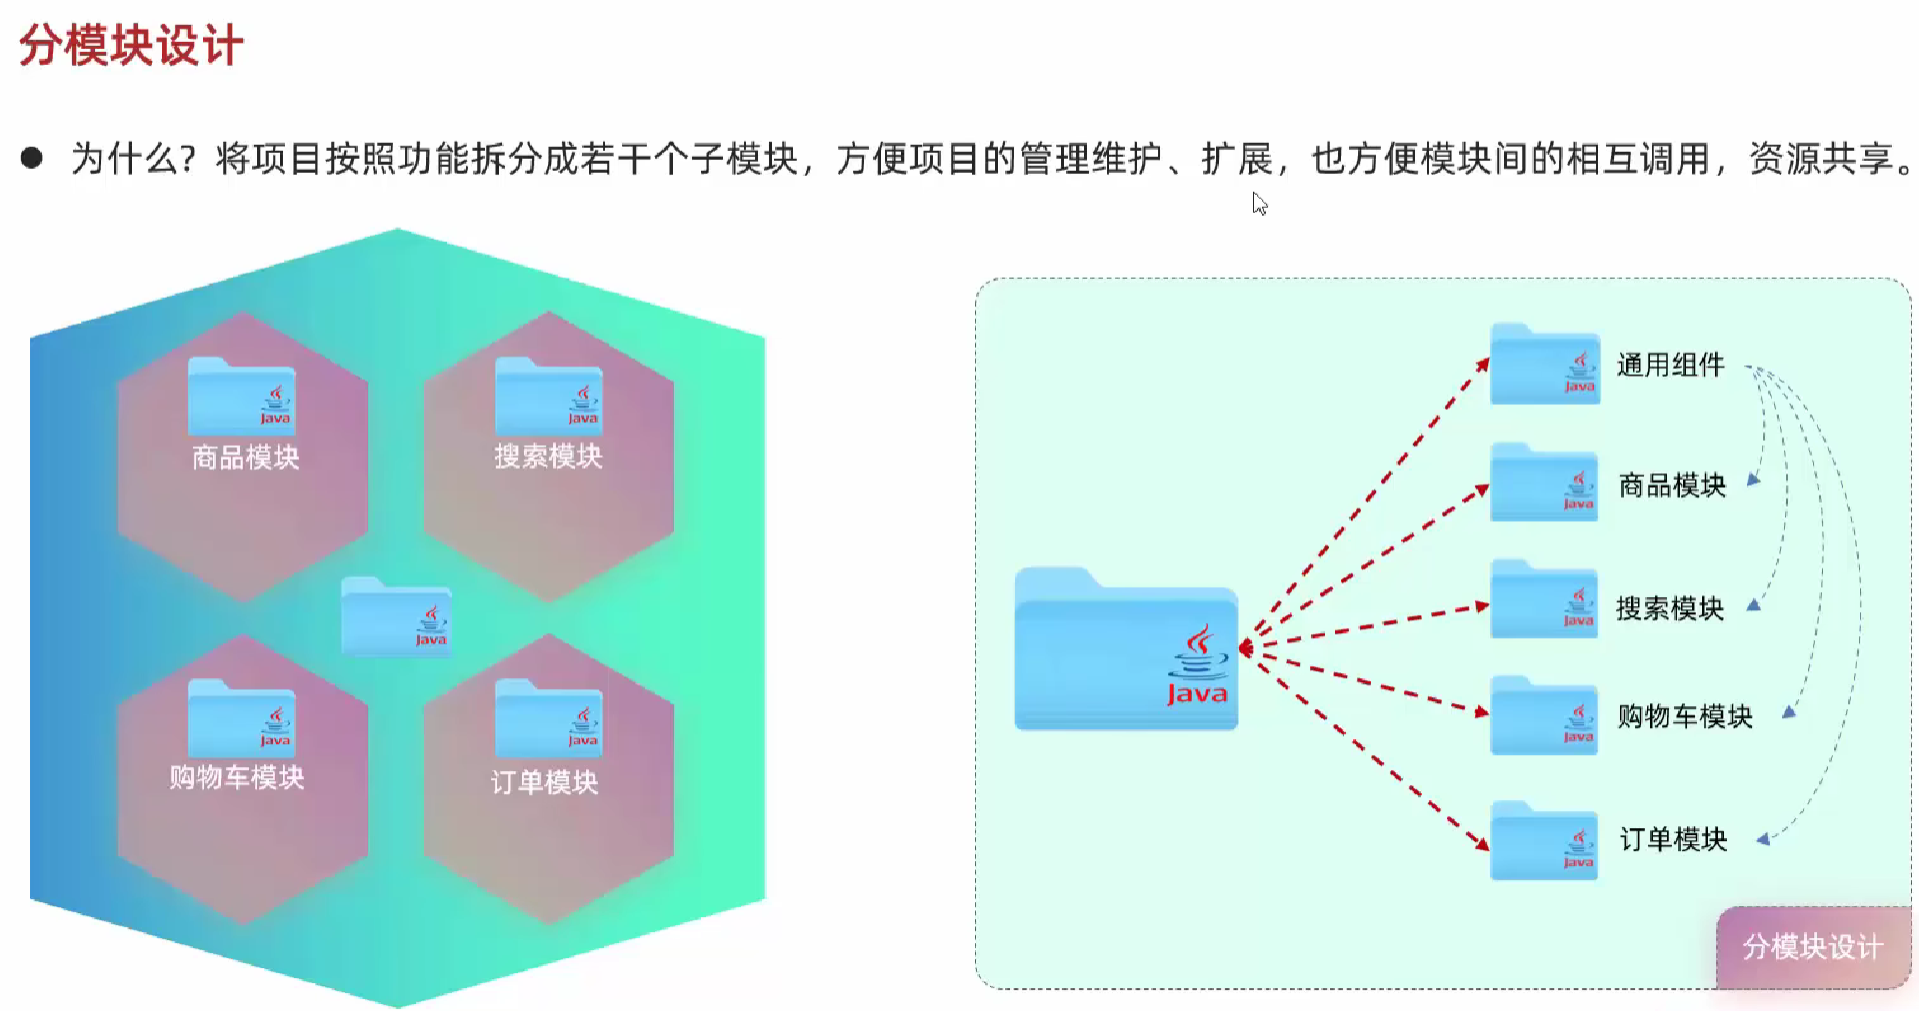 分模块设计
● 为什么？将项目按照功能拆分成若干个子模块，方便项目的管理维护、扩展，也方便模块间的相互调用，资源共享。
Java
商品模块
Java
搜索模块
Java
Java
购物车模块
Java
订单模块
Java
Java
通用组件
Java
商品模块
Java
搜索模块
Java
购物车模块
Java
订单模块
分模块设计